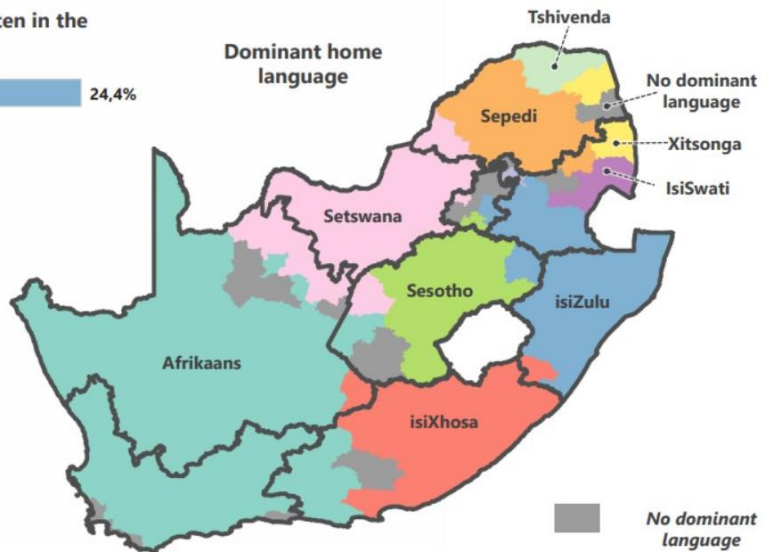 ten in the
24,4%
Dominant home
language
Tshivenda
No dominant
language
Sepedi
Xitsonga
IsiSwati
Setswana
Sesotho
isiZulu
Afrikaans
isiXhosa
No dominant
language